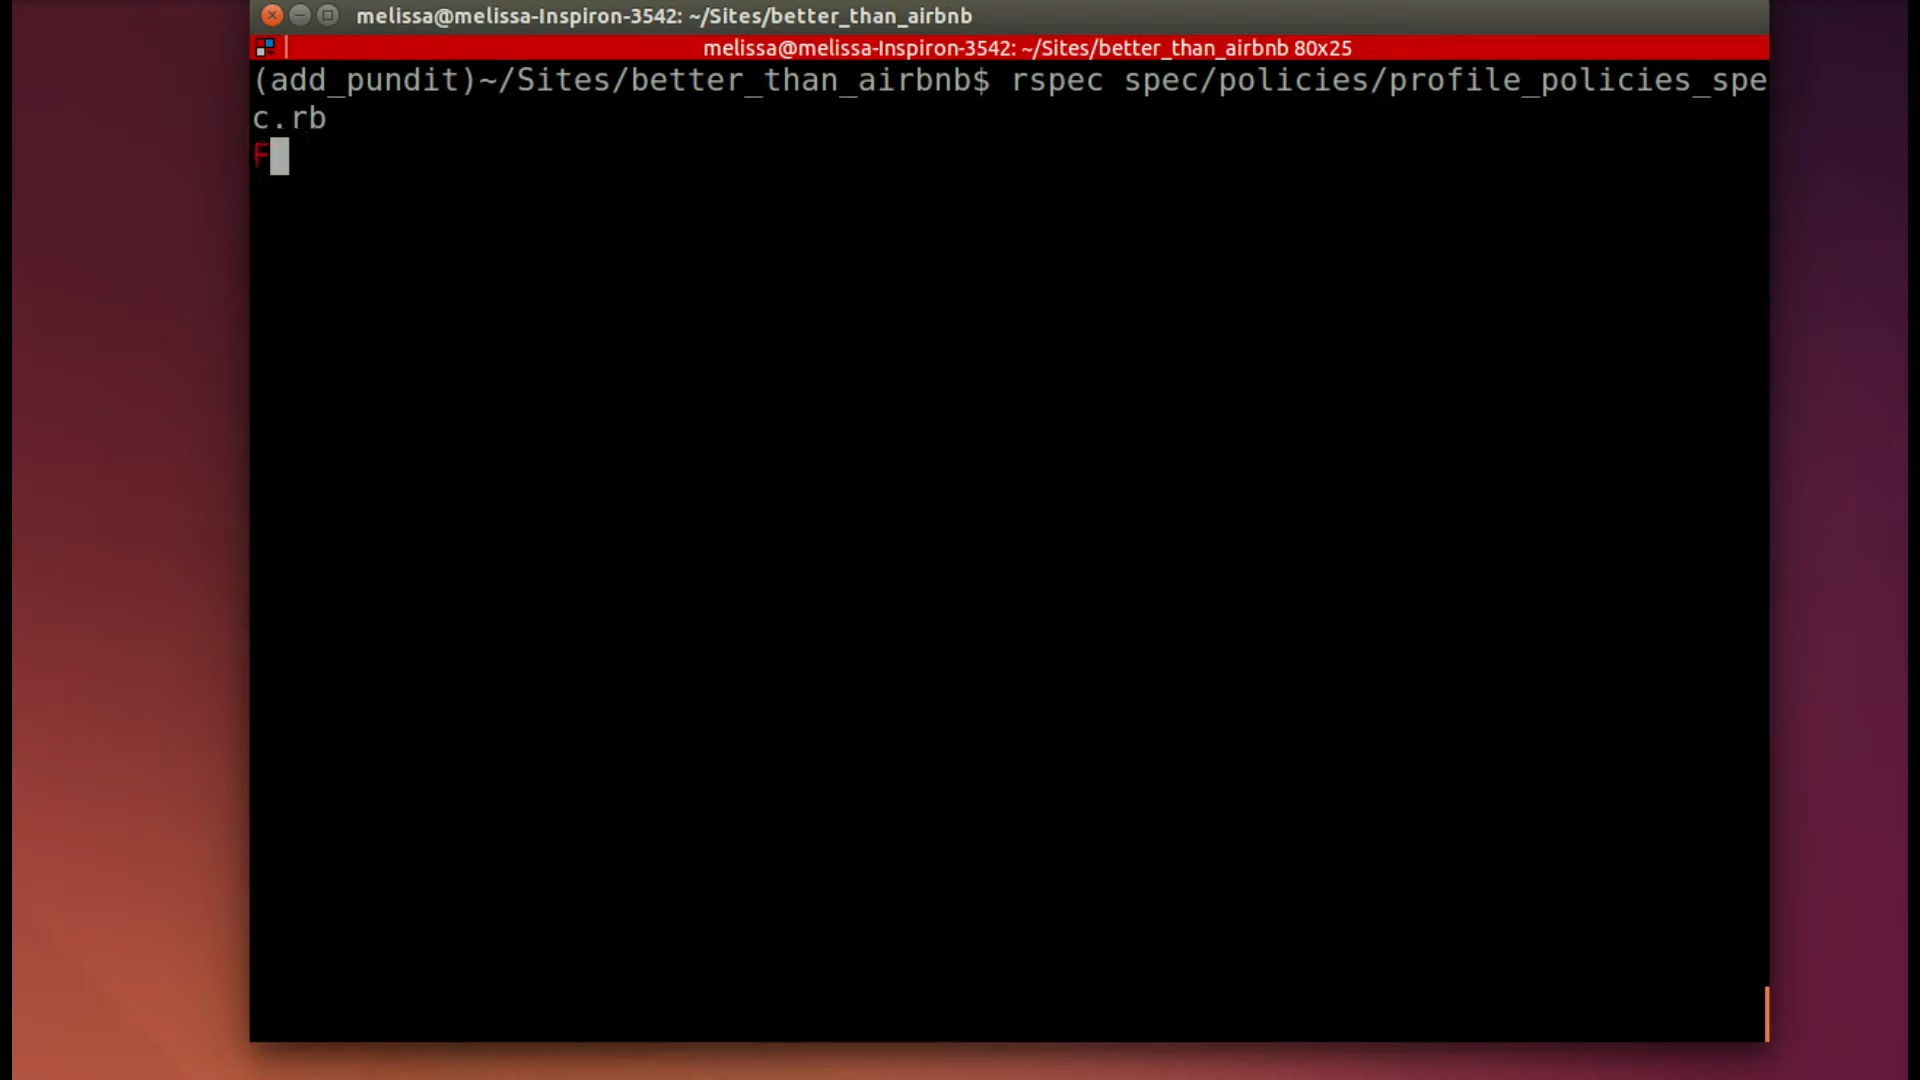 melissa@melissa-Inspiron-3542: ~/Sites/better_than_airbnb
melissa@melissa-Inspiron-3542: ~/Sites/better_than_airbnb 80x25
(add_pundit)~/Sites/better_than_airbnb$ rspec spec/policies/profile_policies_spe
c.rb
F